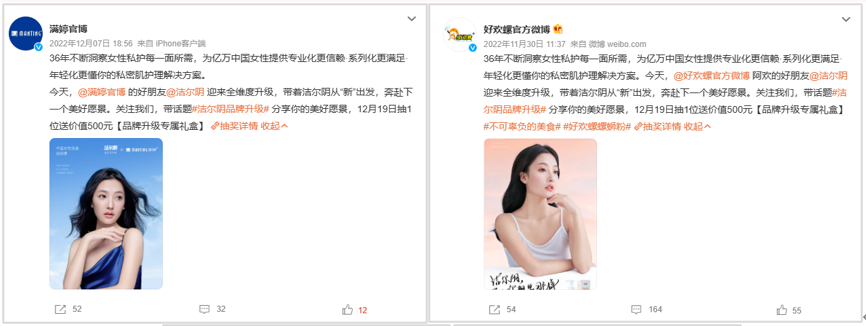 MANTING
满婷官博
2022年12月07日 18:56 来自 iPhone客户端
36年不断洞察女性私护每一面所需，为亿万中国女性提供专业化更信赖·系列化更满足·
年轻化更懂你的私密肌护理解决方案。
今天，@满婷官博 的好朋友@洁尔阴 迎来全维度升级，带着洁尔阴从“新”出发，奔赴下
一个美好愿景。关注我们，带话题#洁尔阴品牌升级# 分享你的美好愿景，12月19日抽1
位送价值500元【品牌升级专属礼盒】 抽奖详情 收起
洁尔阴 × MANTING
52
32
12
好欢螺官方微博
2022年11月30日 11:37 来自 微博 weibo.com
36年不断洞察女性私护每一面所需，为亿万中国女性提供专业化更信赖·系列化更满足·
年轻化更懂你的私密肌护理解决方案。今天，@好欢螺官方微博 阿欢的好朋友@洁尔阴
迎来全维度升级，带着洁尔阴从“新”出发，奔赴下一个美好愿景。关注我们，带话题#洁
尔阴品牌升级# 分享你的美好愿景，12月19日抽1位送价值500元【品牌升级专属礼盒】
#不可辜负的美食# #好欢螺螺蛳粉# 抽奖详情 收起
54
164
55